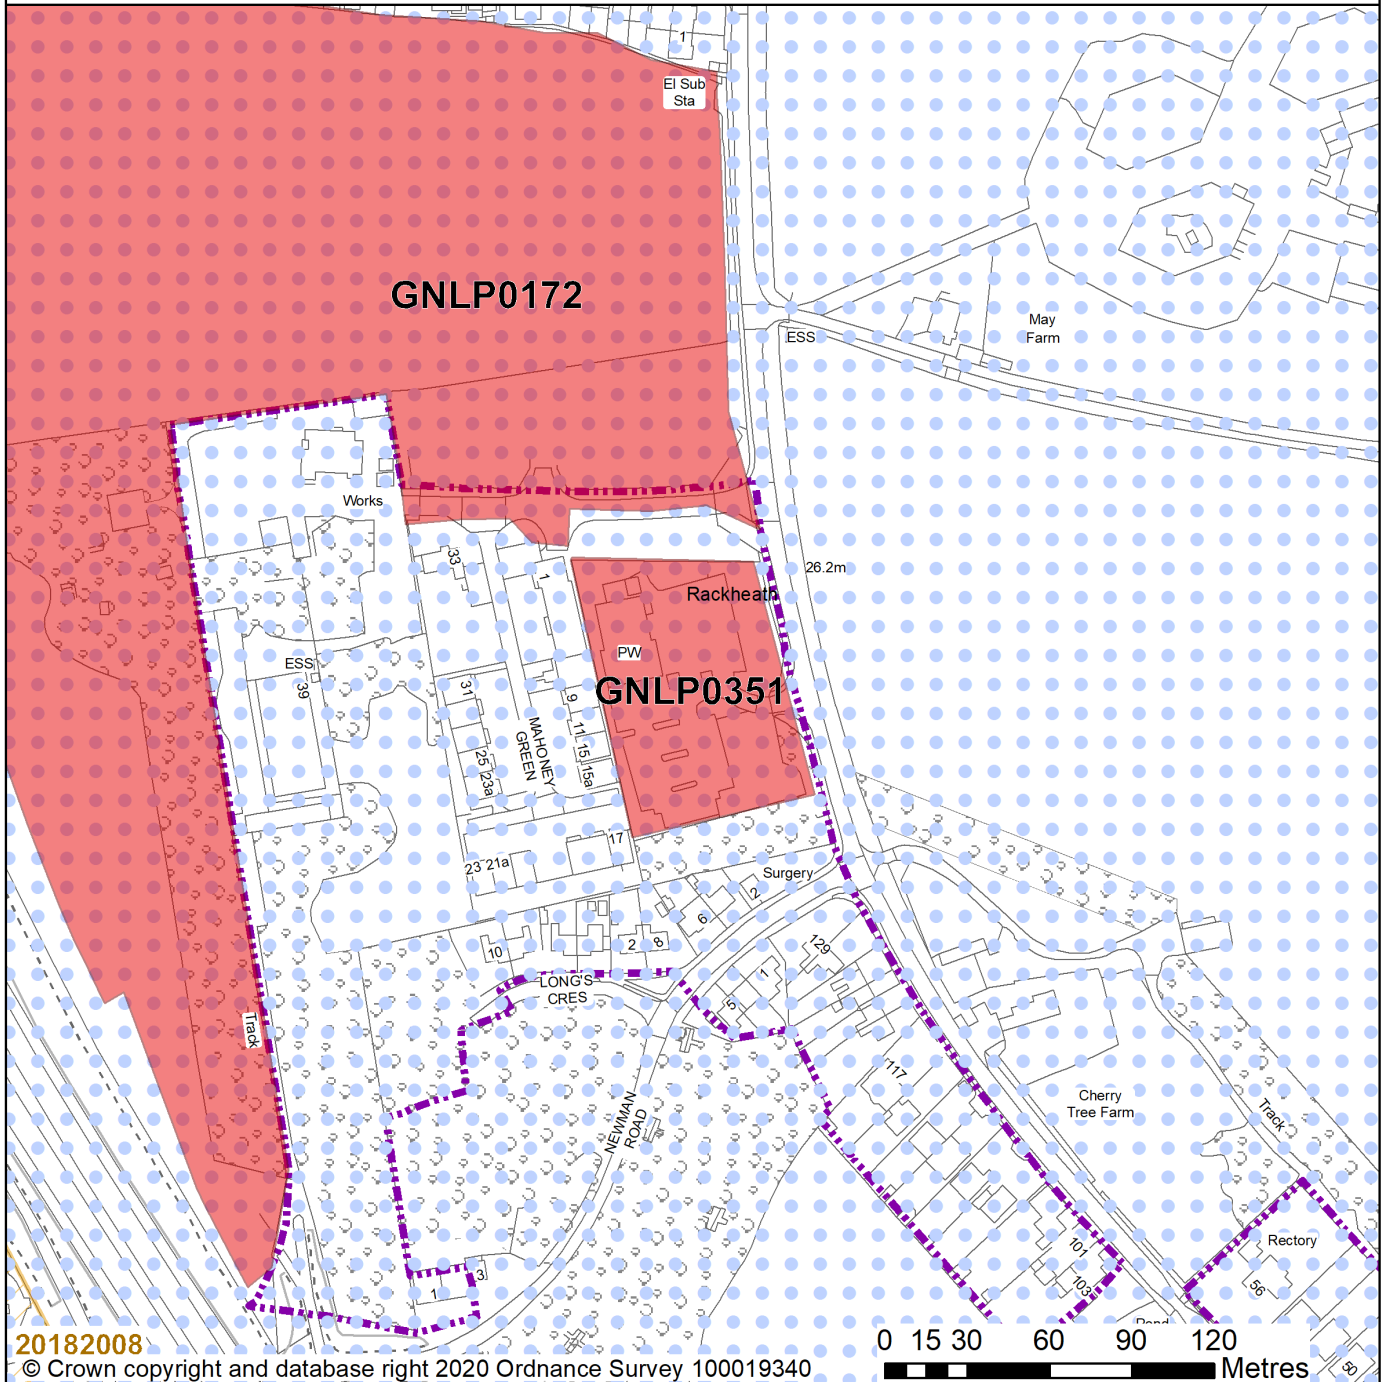 1
El Sub
Sta
GNLP0172
ESS
May
Farm
Works
33
1
26.2m
Rackheath
PW
ESS
39
31
9
GNLP0351
MAHONEY
GREEN
11
15
15a
25
23a
17
23 21a
Surgery
2
6
129
10
2
8
LONG'S
CRES
1
5
Track
117
Cherry
Tree Farm
Track
NEWMAN
ROAD
101
103
Rectory
56
3
1
Pond
50
20182008
0 15 30 60 90 120
Metres
© Crown copyright and database right 2020 Ordnance Survey 100019340